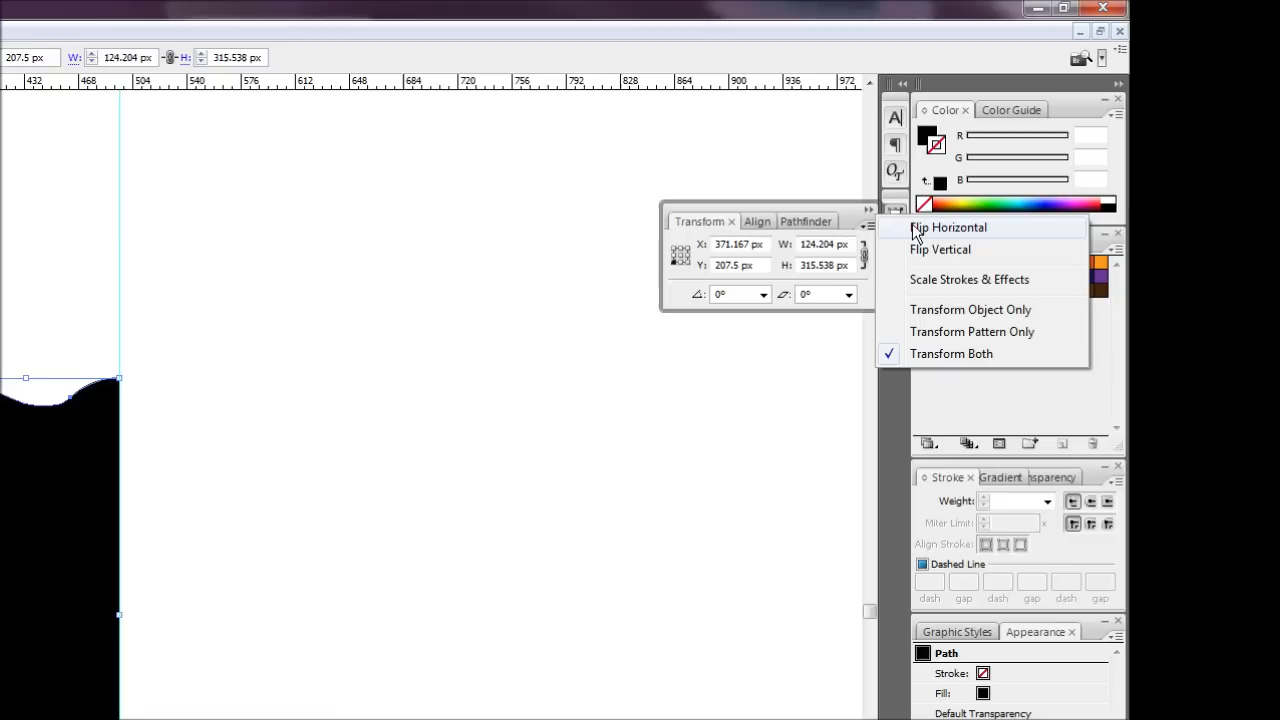 207.5 px W: 124.204 px H: 315.538 px
432 468 504 540 576 612 648 684 720 756 792 828 864 900 936 972
Color Color Guide
R
G
B
Transform Align Pathfinder
X: 371.167 px W: 124.204 px
Y: 207.5 px H: 315.538 px
0° 0°
Flip Horizontal
Flip Vertical
Scale Strokes & Effects
Transform Object Only
Transform Pattern Only
Transform Both
Stroke Gradient nsparency
Weight:
Miter Limit: x
Align Stroke:
Dashed Line
dash gap dash gap dash gap
Graphic Styles Appearance
Path
Stroke:
Fill:
Default Transparency